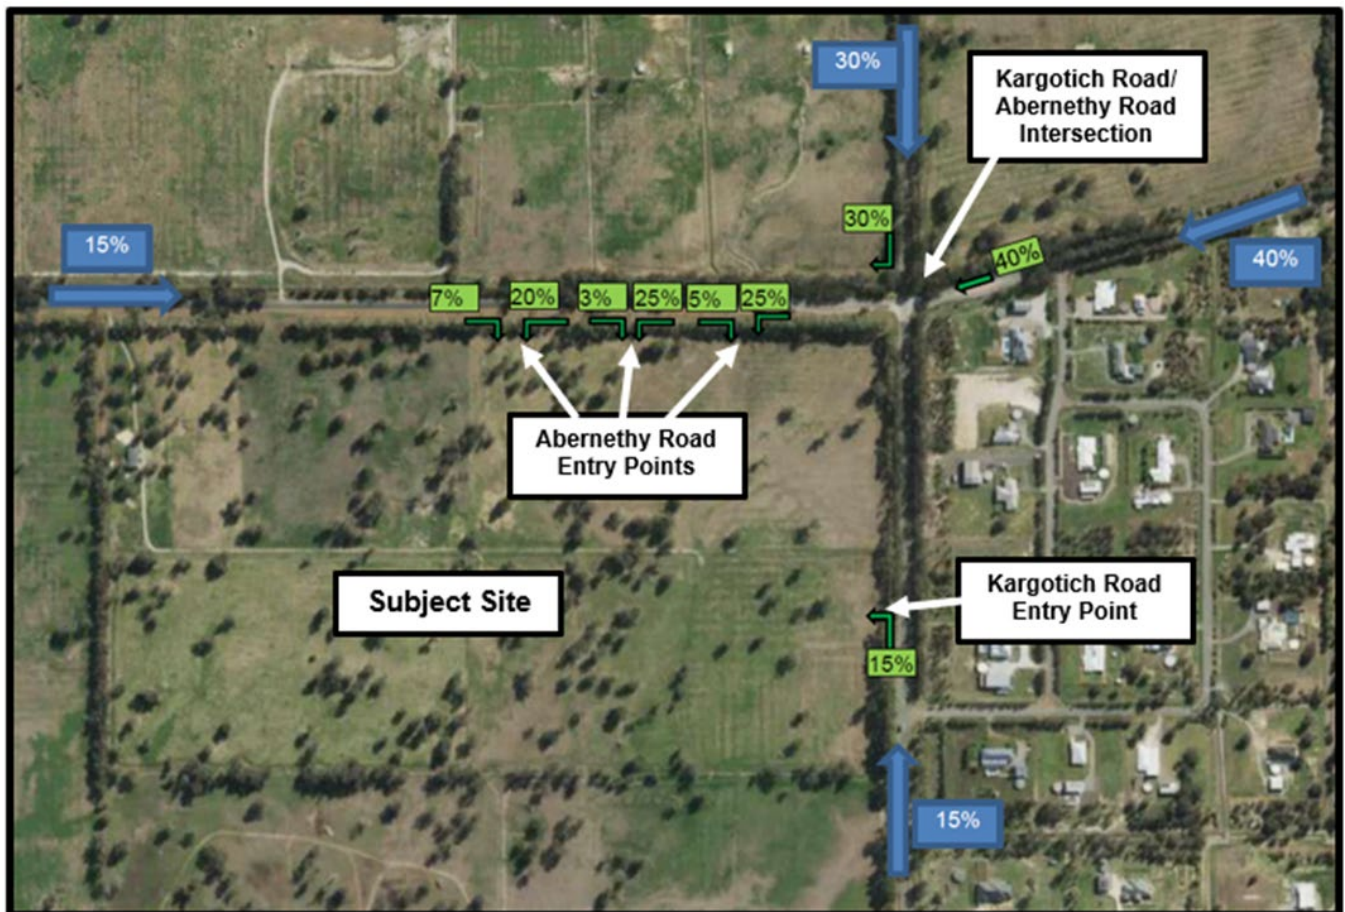 30%
Kargotich Road/
Abernethy Road
Intersection
30%
15%
40%
40%
7%
20%
3%
25%
5%
25%
Abernethy Road
Entry Points
Subject Site
Kargotich Road
Entry Point
15%
15%